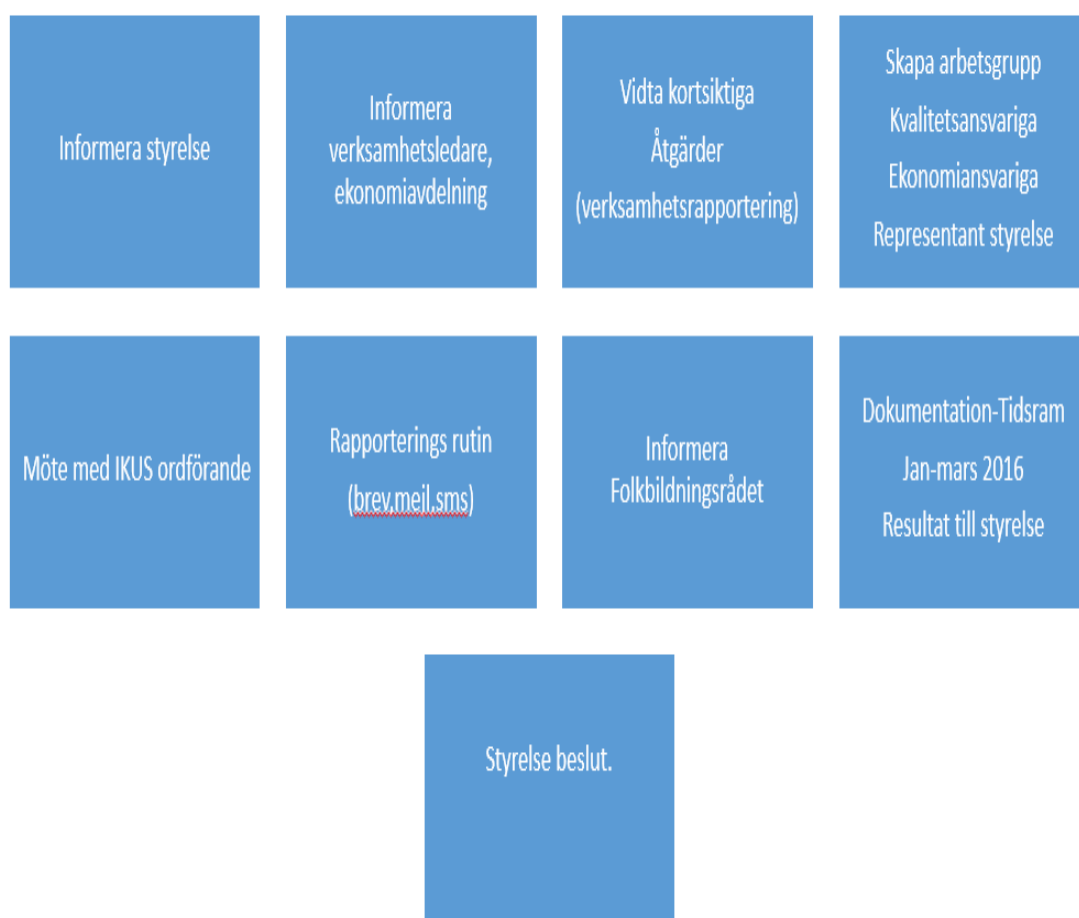 Informera styrelse
Informera
verksamhetsledare,
ekonomiavdelning
Vidta kortsiktiga
Åtgärder
(verksamhetsrapportering)
Skapa arbetsgrupp
Kvalitetsansvariga
Ekonomiansvariga
Representant styrelse
Möte med IKUS ordförande
Rapporterings rutin
(brev,meil,sms)
Informera
Folkbildningsrådet
Dokumentation-Tidsram
Jan-mars 2016
Resultat till styrelse
Styrelse beslut.